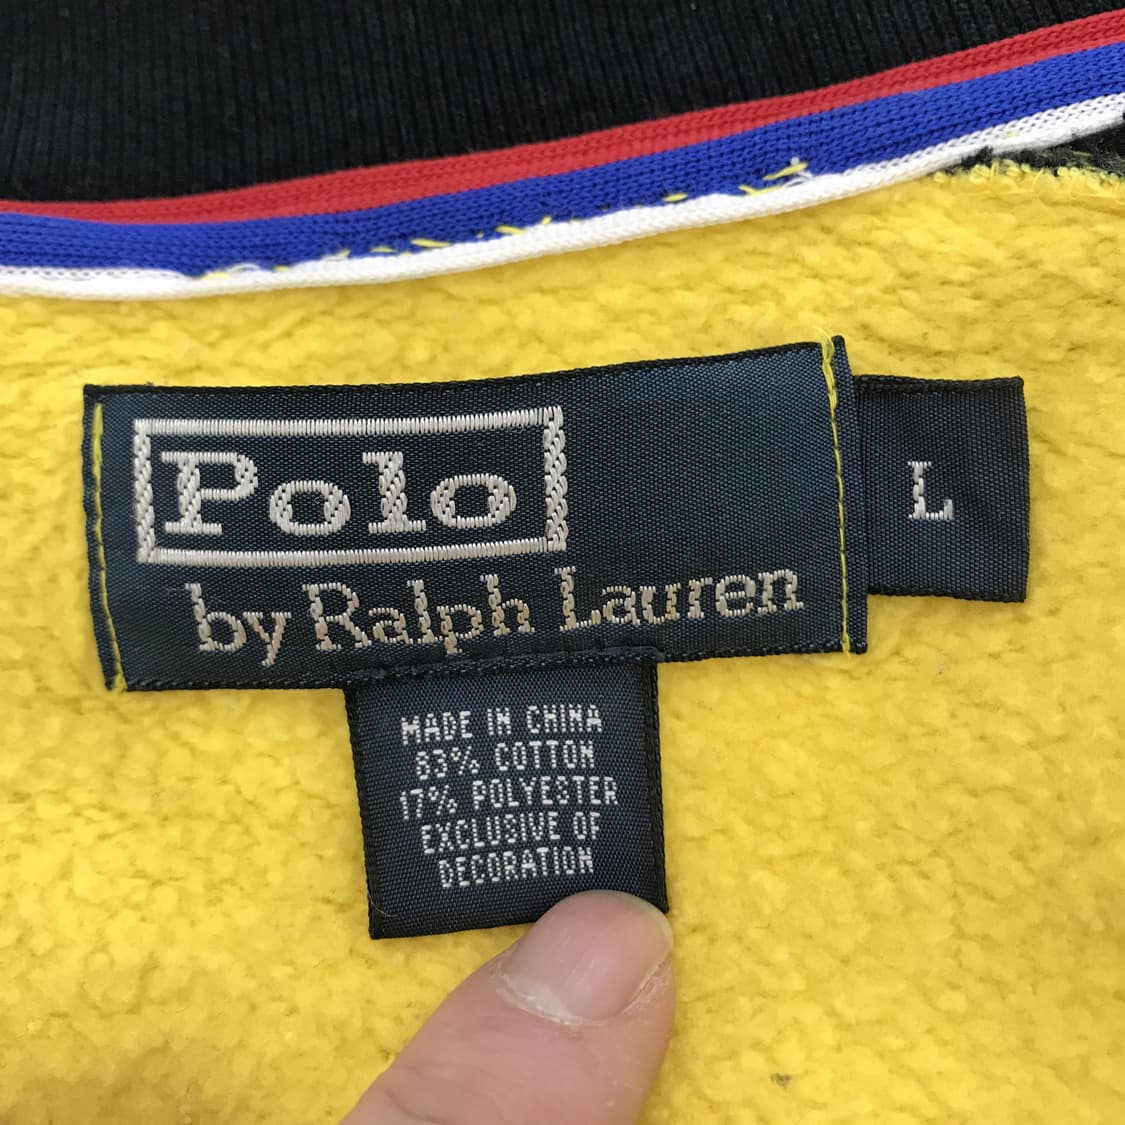 Polo
by Ralph Lauren
L
MADE IN CHINA
83% COTTON
17% POLYESTER
EXCLUSIVE OF
DECORATION